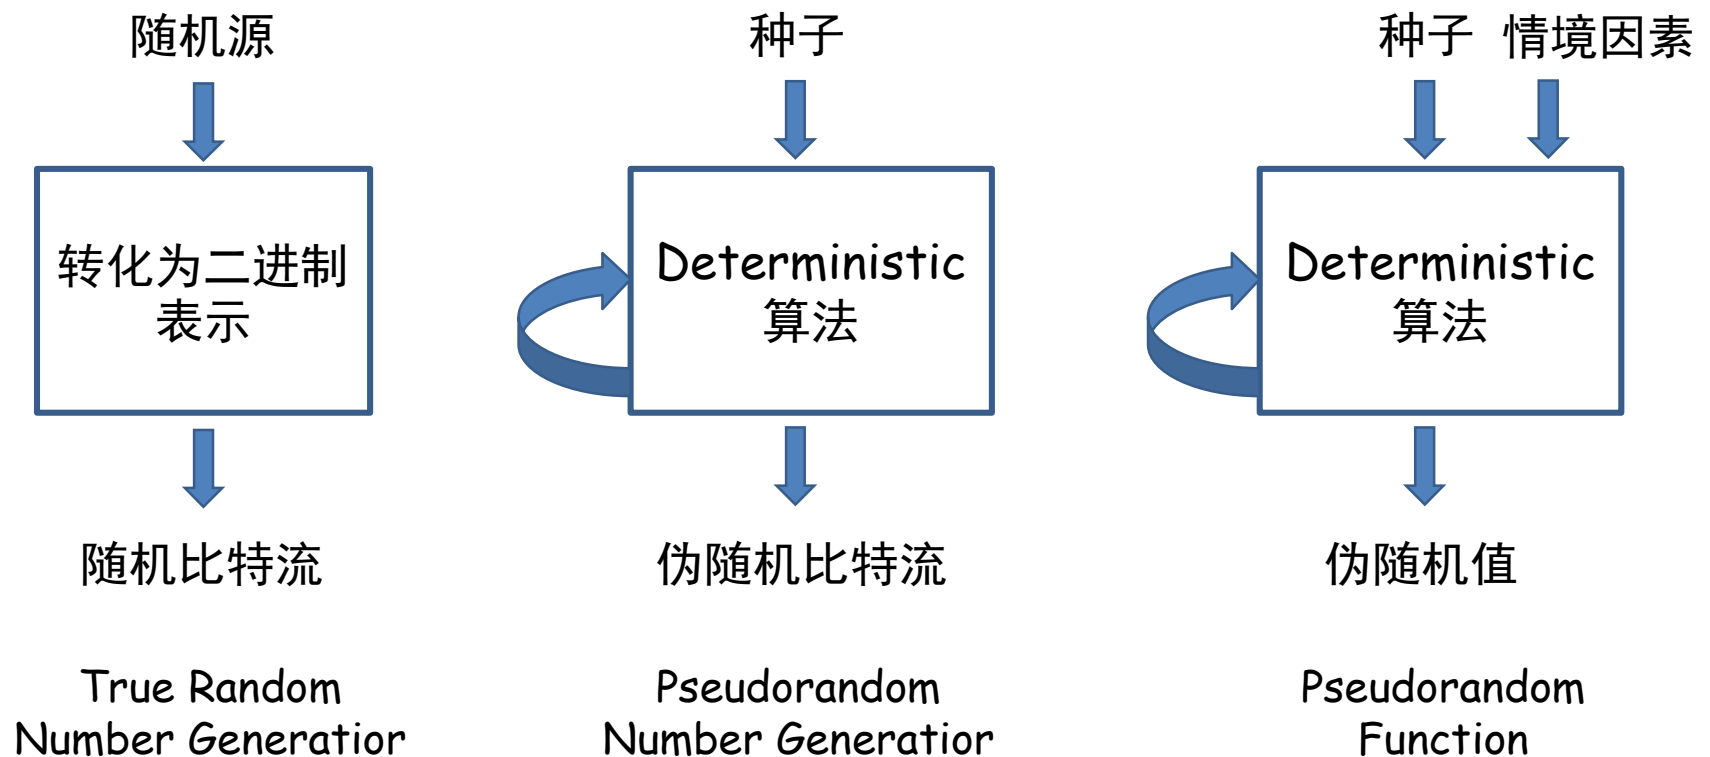 随机源
转化为二进制
表示
随机比特流
True Random
Number Generatior
种子
Deterministic
算法
伪随机比特流
Pseudorandom
Number Generatior
种子 情境因素
Deterministic
算法
伪随机值
Pseudorandom
Function